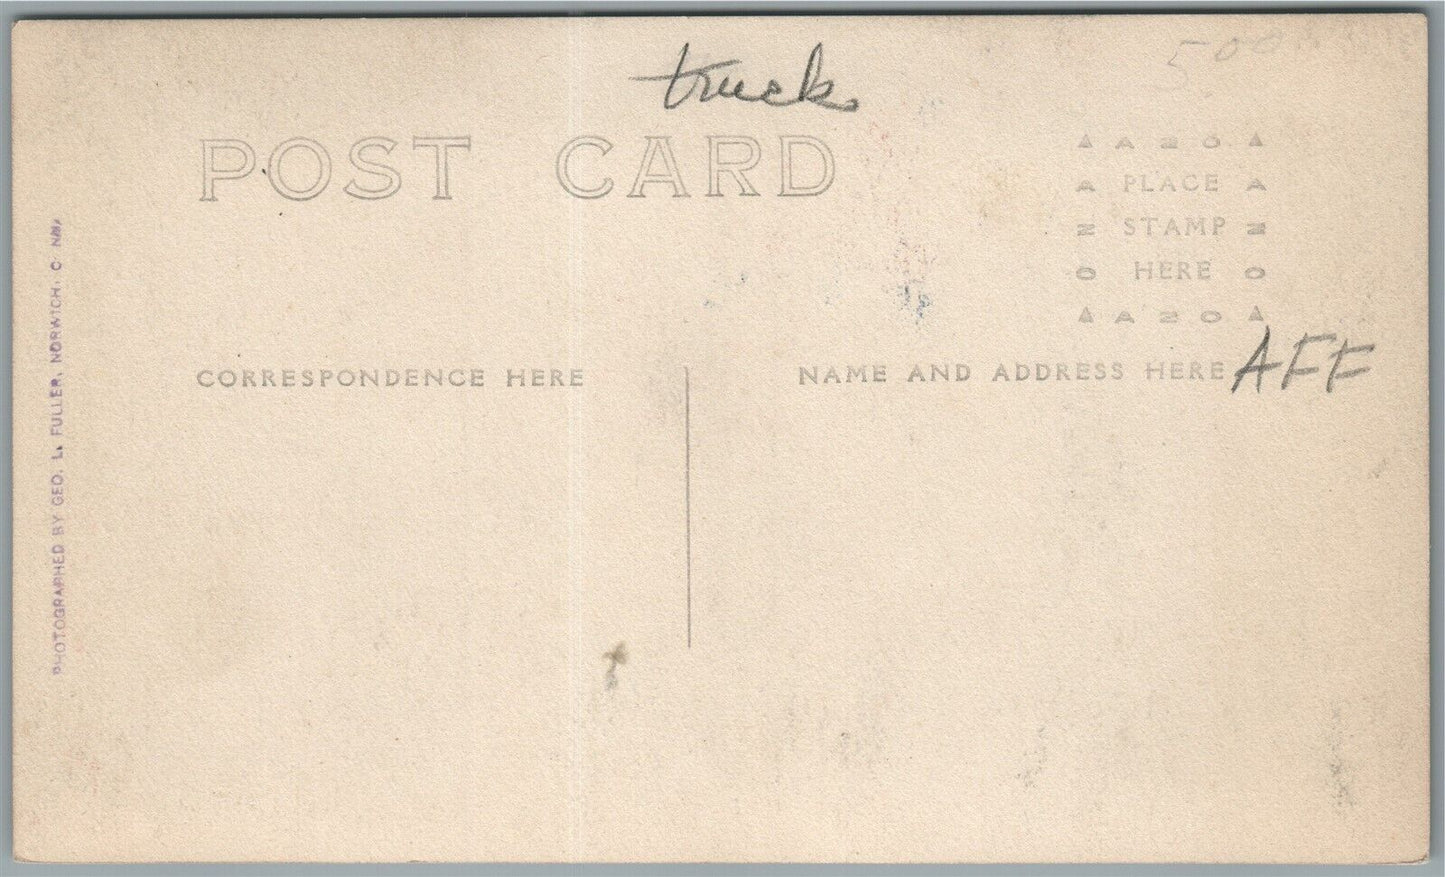 truck
500
POST CARD
▲ A Z O ▲
A PLACE A
Z STAMP Z
O HERE O
▲ A Z O ▲
CORRESPONDENCE HERE
NAME AND ADDRESS HERE
AFF
PHOTOGRAPHED BY GEO. L. FULLER, NORWICH,